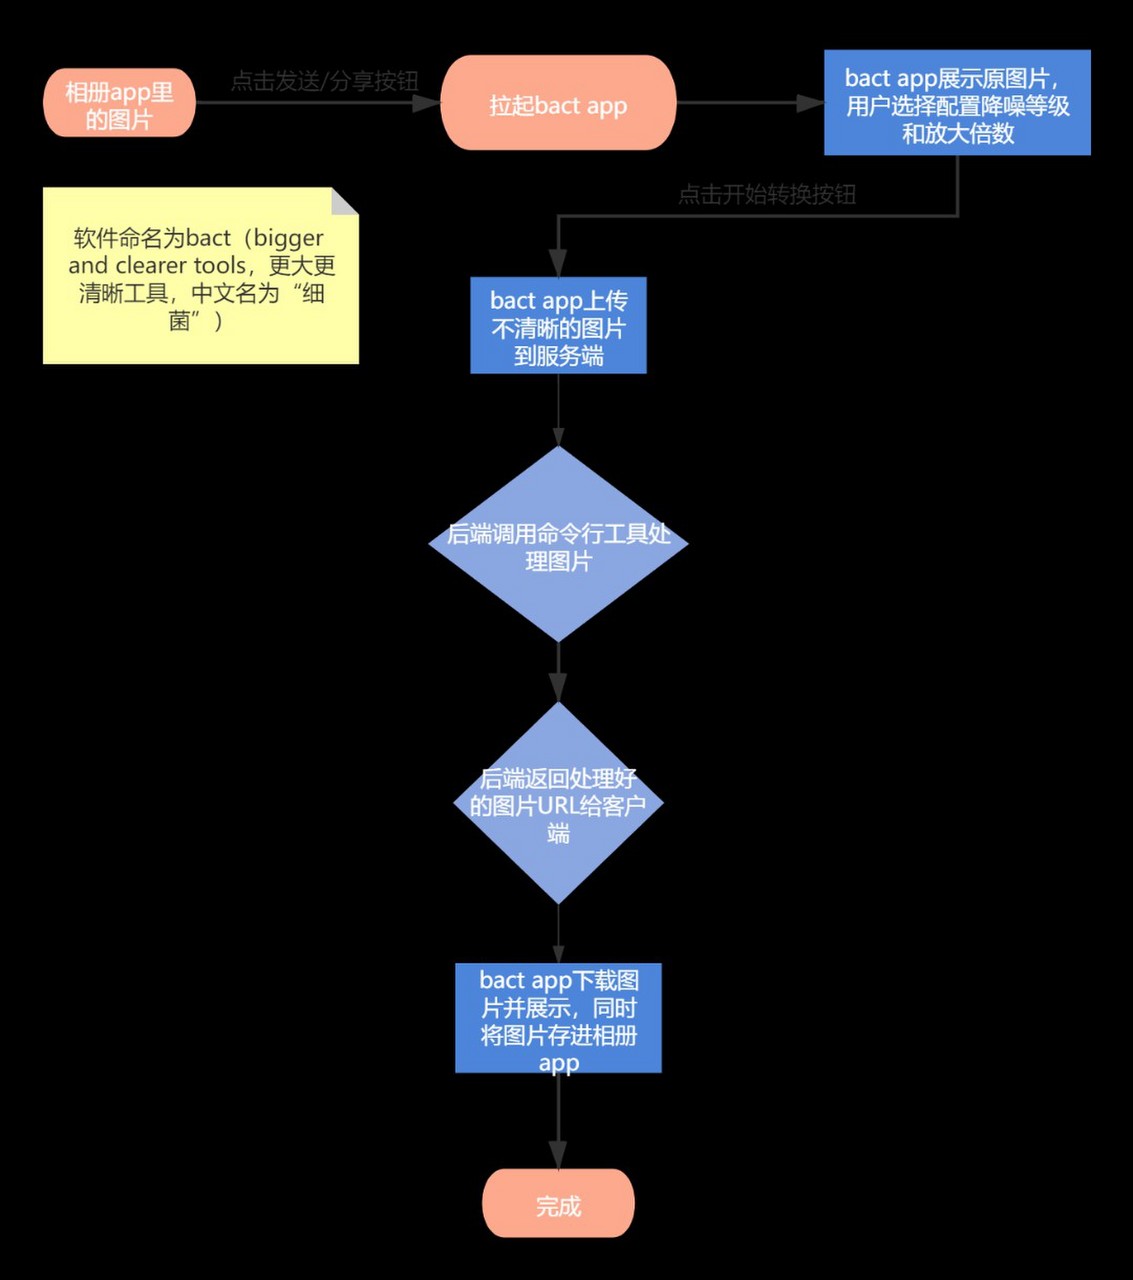 相册app里
的图片
点击发送/分享按钮
拉起bact app
bact app展示原图片，
用户选择配置降噪等级
和放大倍数
点击开始转换按钮
软件命名为bact（bigger
and clearer tools，更大更
清晰工具，中文名为“细
菌”）
bact app上传
不清晰的图片
到服务端
后端调用命令行工具处
理图片
后端返回处理好
的图片URL给客户
端
bact app下载图
片并展示，同时
将图片存进相册
app
完成